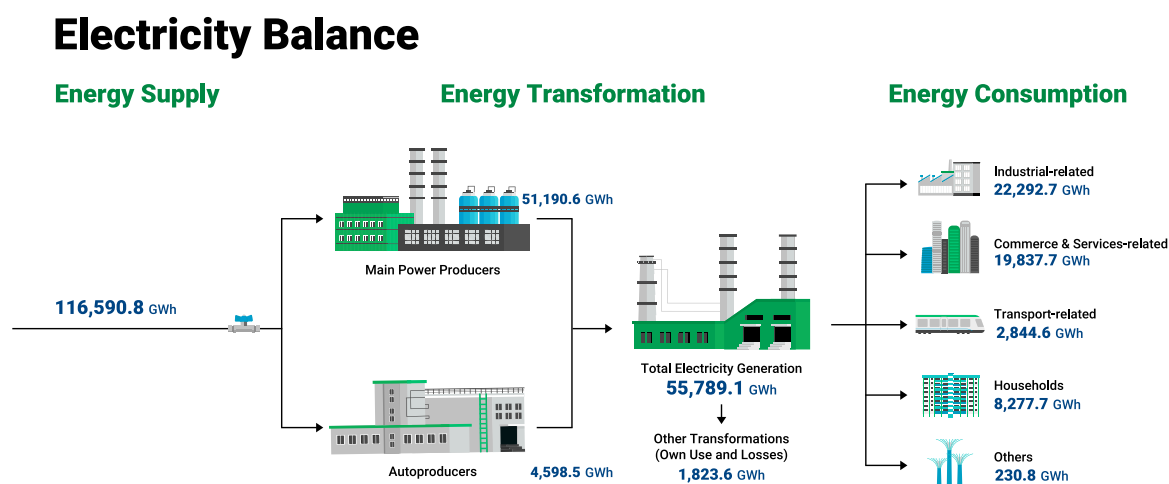 Electricity Balance
Energy Supply
Energy Transformation
Energy Consumption
116,590.8 GWh
51,190.6 GWh
Main Power Producers
Autoproducers
4,598.5 GWh
Total Electricity Generation
55,789.1 GWh
Other Transformations
(Own Use and Losses)
1,823.6 GWh
Industrial-related
22,292.7 GWh
Commerce & Services-related
19,837.7 GWh
Transport-related
2,844.6 GWh
Households
8,277.7 GWh
Others
230.8 GWh